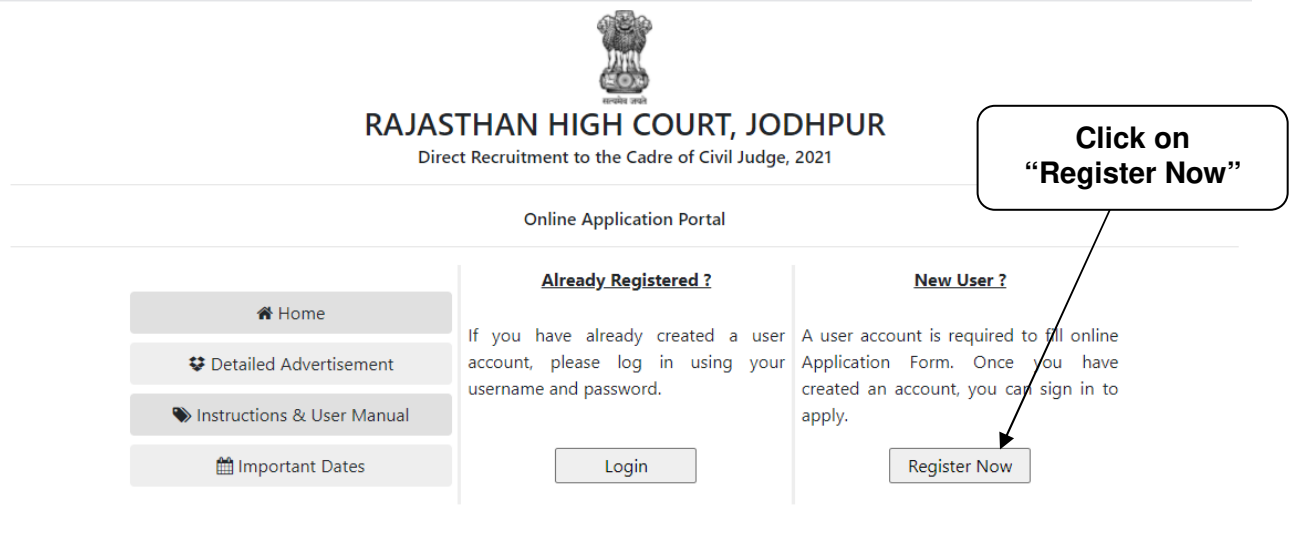 सत्यमेव जयते
RAJASTHAN HIGH COURT, JODHPUR
Direct Recruitment to the Cadre of Civil Judge, 2021
Click on
“Register Now”
Online Application Portal
Home
Detailed Advertisement
Instructions & User Manual
Important Dates
Already Registered ?
If you have already created a user
account, please log in using your
username and password.
Login
New User ?
A user account is required to fill online
Application Form. Once you have
created an account, you can sign in to
apply.
Register Now